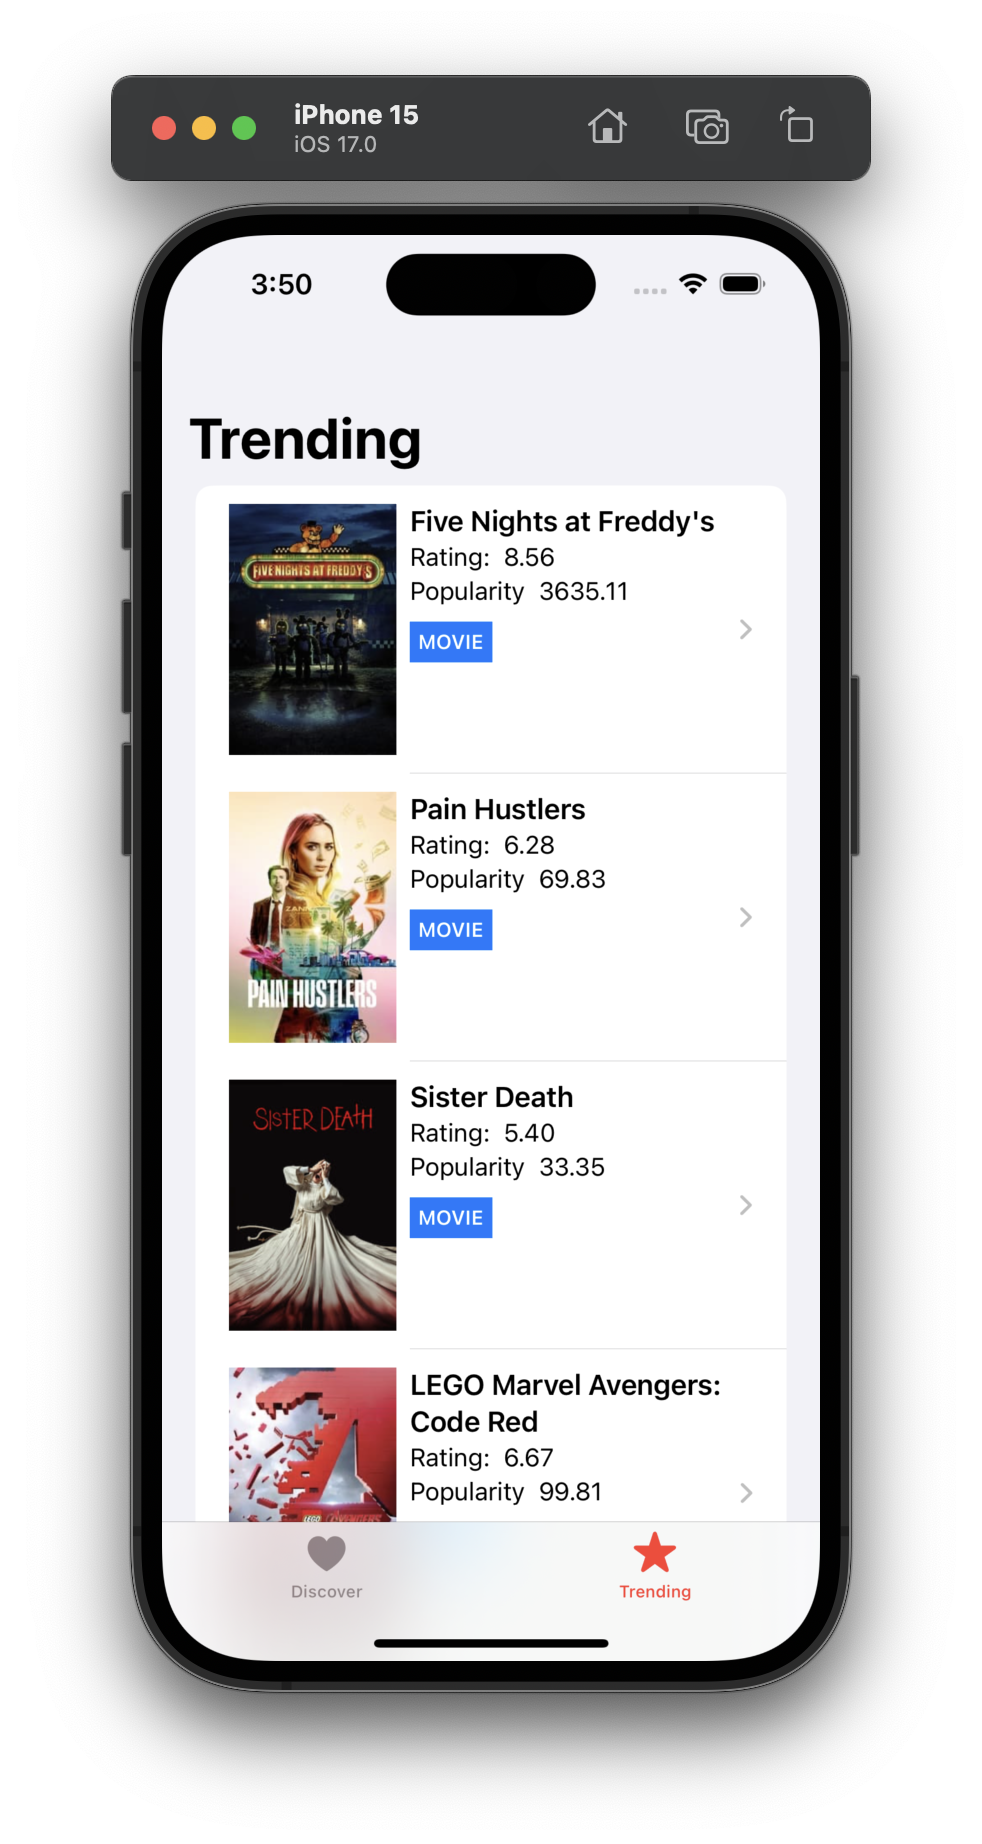 iPhone 15
iOS 17.0
3:50
Trending
FIVE NIGHTS AT FREDDY'S
Five Nights at Freddy's
Rating: 8.56
Popularity 3635.11
MOVIE
PAIN HUSTLERS
Pain Hustlers
Rating: 6.28
Popularity 69.83
MOVIE
SISTER DEATH
Sister Death
Rating: 5.40
Popularity 33.35
MOVIE
LEGO Marvel Avengers:
Code Red
Rating: 6.67
Popularity 99.81
LEGO
Discover
Trending